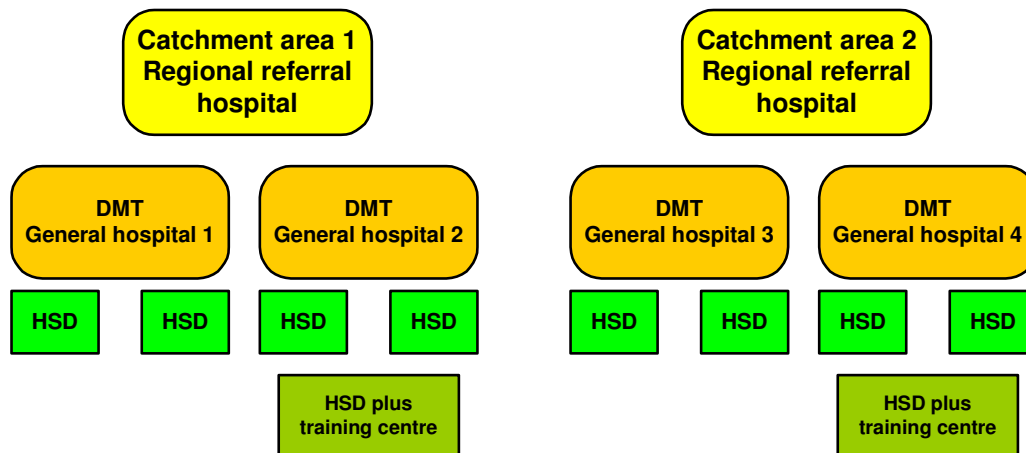 Catchment area 1
Regional referral
hospital
Catchment area 2
Regional referral
hospital
DMT
General hospital 1
DMT
General hospital 2
DMT
General hospital 3
DMT
General hospital 4
HSD
HSD
HSD
HSD
HSD
HSD
HSD
HSD
HSD plus
training centre
HSD plus
training centre